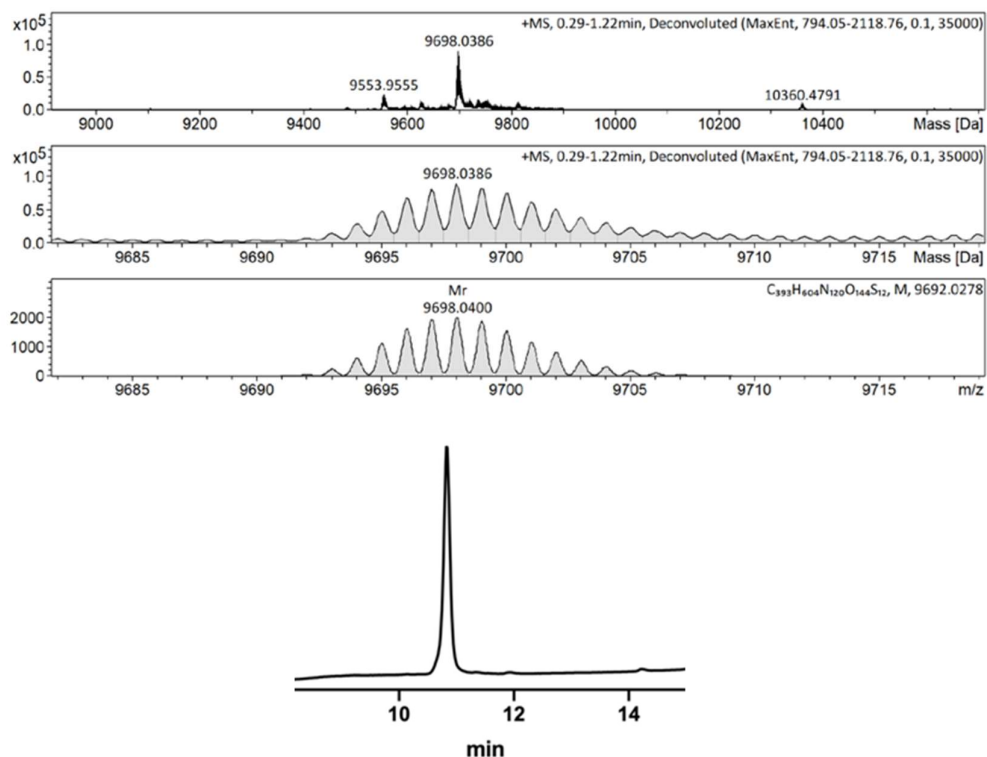 x10⁵ +MS, 0.29-1.22min, Deconvoluted (MaxEnt, 794.05-2118.76, 0.1, 35000)
1.0
9698.0386
0.5
9553.9555
10360.4791
0.0
9000 9200 9400 9600 9800 10000 10200 10400 Mass [Da]
x10⁵ +MS, 0.29-1.22min, Deconvoluted (MaxEnt, 794.05-2118.76, 0.1, 35000)
1.0
9698.0386
0.5
0.0
9685 9690 9695 9700 9705 9710 9715 Mass [Da]
Mr C₃₉₃H₆₀₄N₁₂₀O₁₄₄S₁₂, M, 9692.0278
9698.0400
2000
1000
0
9685 9690 9695 9700 9705 9710 9715 m/z
10 12 14
min